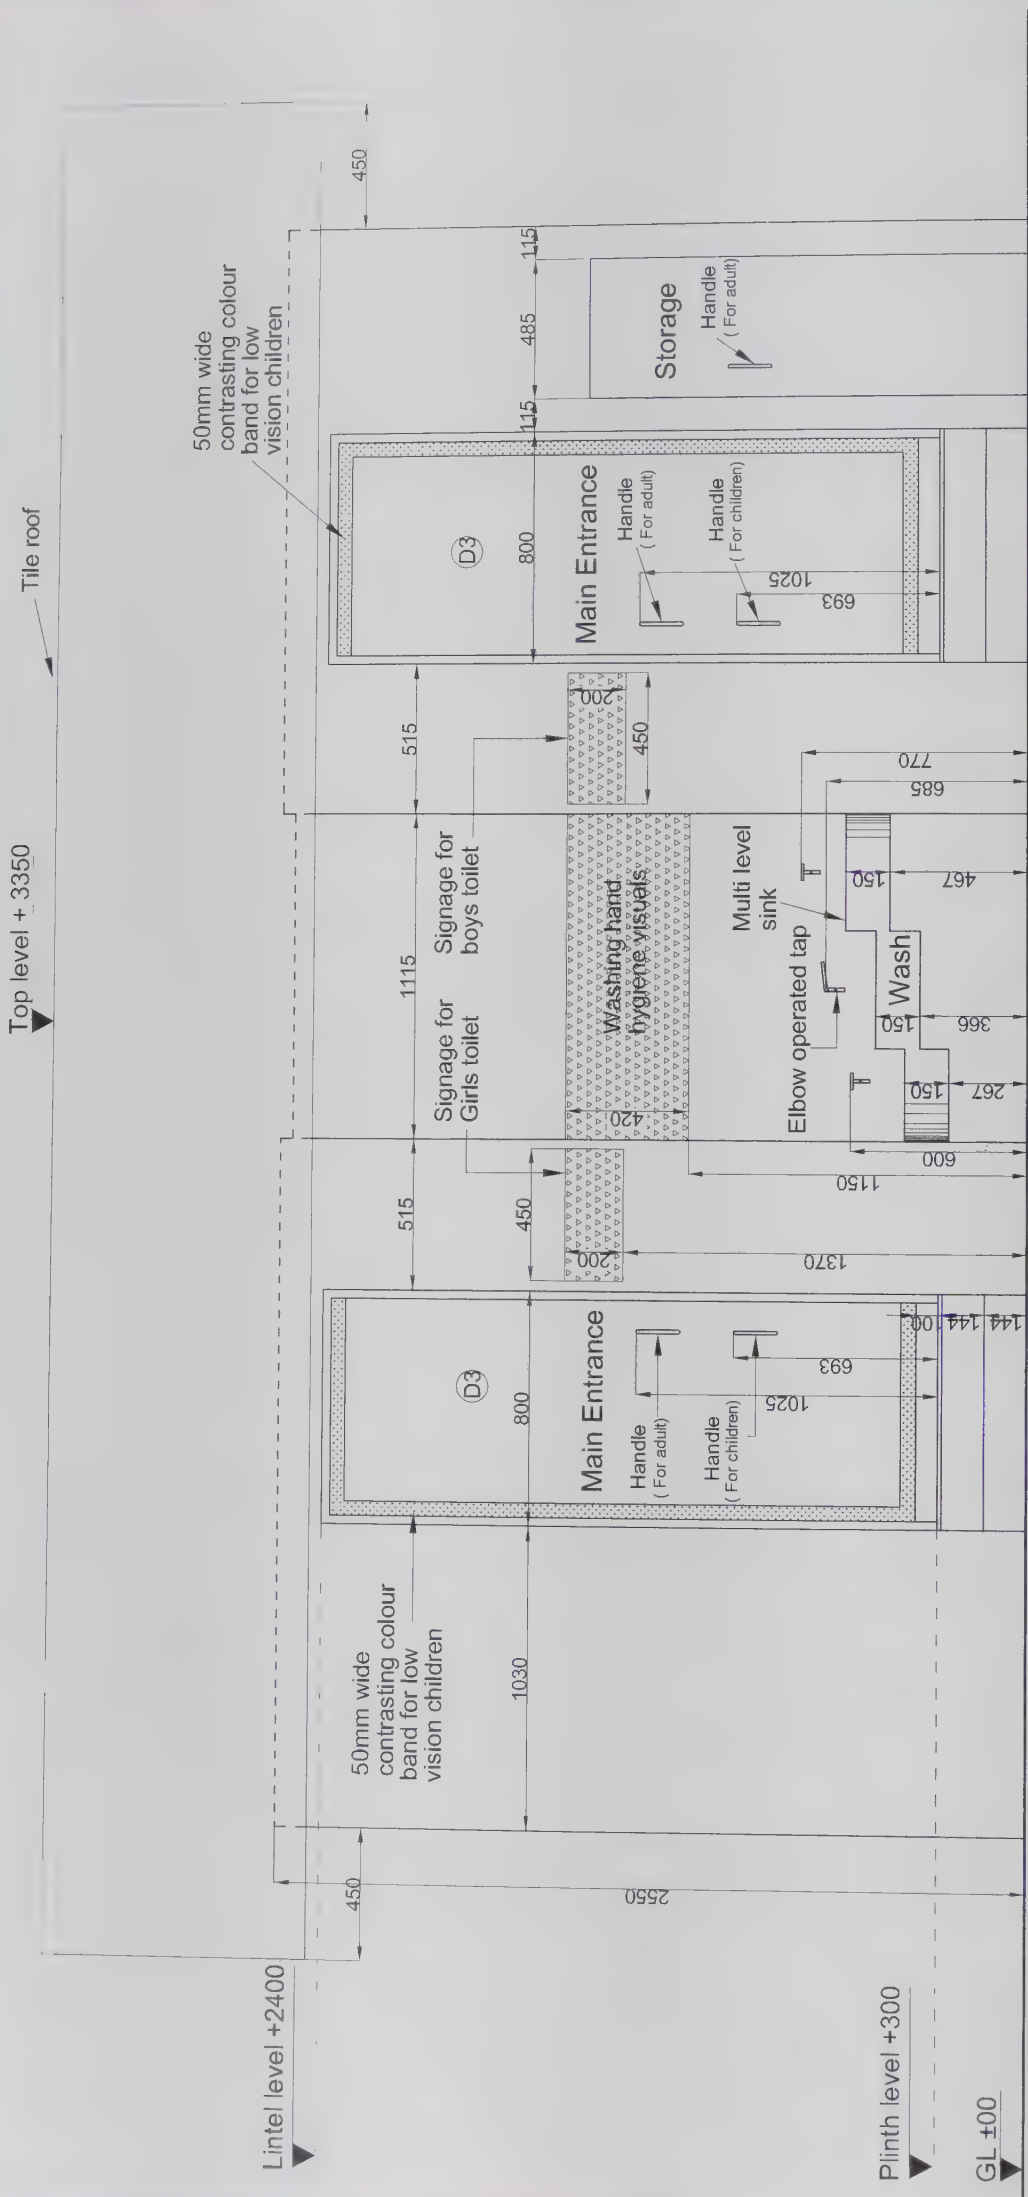 Top level + 3350
Tile roof
Lintel level +2400
Plinth level +300
GL ±00
450
2550
1030
50mm wide
contrasting colour
band for low
vision children
800
D3
Main Entrance
Handle
( For adult)
Handle
( For children)
1025
693
100
144
144
515
450
200
1370
Signage for
Girls toilet
1115
Signage for
boys toilet
Washing hand
hygiene visuals
420
1150
600
Elbow operated tap
Multi level
sink
Wash
150
267
150
366
150
467
685
770
515
200
450
800
D3
Main Entrance
Handle
( For adult)
Handle
( For children)
1025
693
50mm wide
contrasting colour
band for low
vision children
115
485
115
Storage
Handle
( For adult)
450